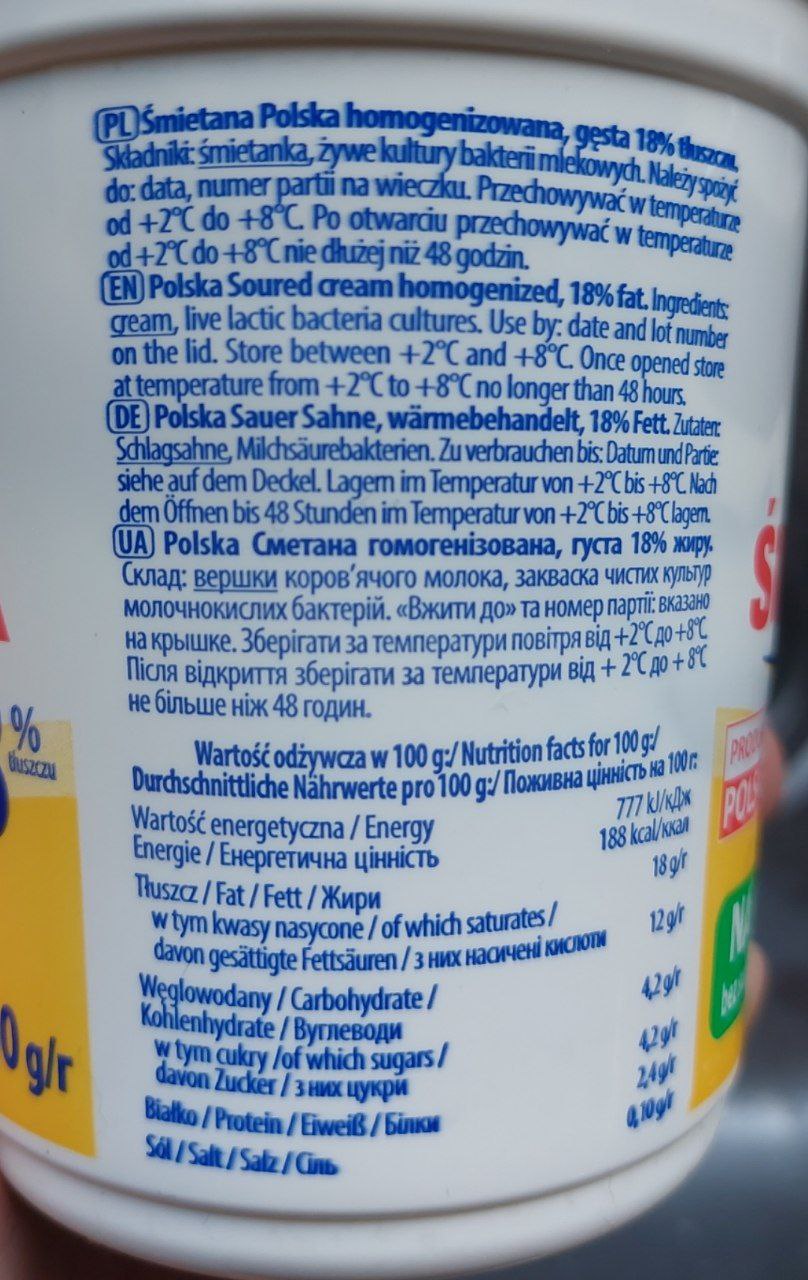 PL Śmietana Polska homogenizowana, gęsta 18% tłuszczu.
Składniki: śmietanka, żywe kultury bakterii mlekowych. Należy spożyć
do: data, numer partii na wieczku. Przechowywać w temperaturze
od +2°C do +8°C. Po otwarciu przechowywać w temperaturze
od +2°C do +8°C nie dłużej niż 48 godzin.
EN Polska Soured cream homogenized, 18% fat. Ingredients:
cream, live lactic bacteria cultures. Use by: date and lot number
on the lid. Store between +2°C and +8°C. Once opened store
at temperature from +2°C to +8°C no longer than 48 hours.
DE Polska Sauer Sahne, wärmebehandelt, 18% Fett. Zutaten:
Schlagsahne, Milchsäurebakterien. Zu verbrauchen bis: Datum und Partie:
siehe auf dem Deckel. Lagern im Temperatur von +2°C bis +8°C. Nach
dem Öffnen bis 48 Stunden im Temperatur von +2°C bis +8°C lagern.
UA Polska Сметана гомогенізована, густа 18% жиру.
Склад: вершки коров'ячого молока, закваска чистих культур
молочнокислих бактерій. «Вжити до» та номер партії: вказано
на крышке. Зберігати за температури повітря від +2°C до +8°C
Після відкриття зберігати за температури від + 2°C до + 8°C
не більше ніж 48 годин.
Wartość odżywcza w 100 g:/ Nutrition facts for 100 g:/
Durchschnittliche Nährwerte pro 100 g:/ Поживна цінність на 100 г:
Wartość energetyczna / Energy 777 kJ/кДж
Energie / Енергетична цінність 188 kcal/ккал
Tłuszcz / Fat / Fett / Жири 18 g/г
w tym kwasy nasycone / of which saturates /
davon gesättigte Fettsäuren / з них насичені кислоти 12 g/г
Węglowodany / Carbohydrate /
Kohlenhydrate / Вуглеводи 4,2 g/г
w tym cukry /of which sugars /
davon Zucker / з них цукри 4,2 g/г
Białko / Protein / Eiweiß / Білки 2,4 g/г
Sól / Salt / Salz / Сіль 0,10 g/г
%
tłuszczu
0 g/г